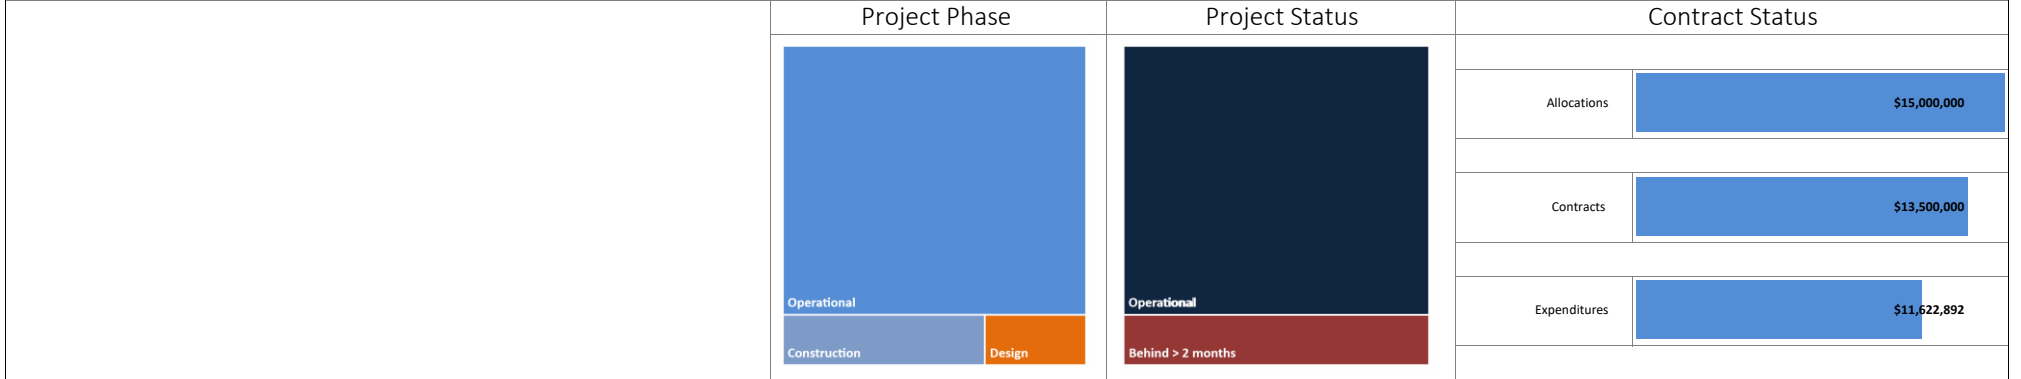 Project Phase
Project Status
Contract Status
Operational
Construction
Design
Operational
Behind > 2 months
Allocations
$15,000,000
Contracts
$13,500,000
Expenditures
$11,622,892